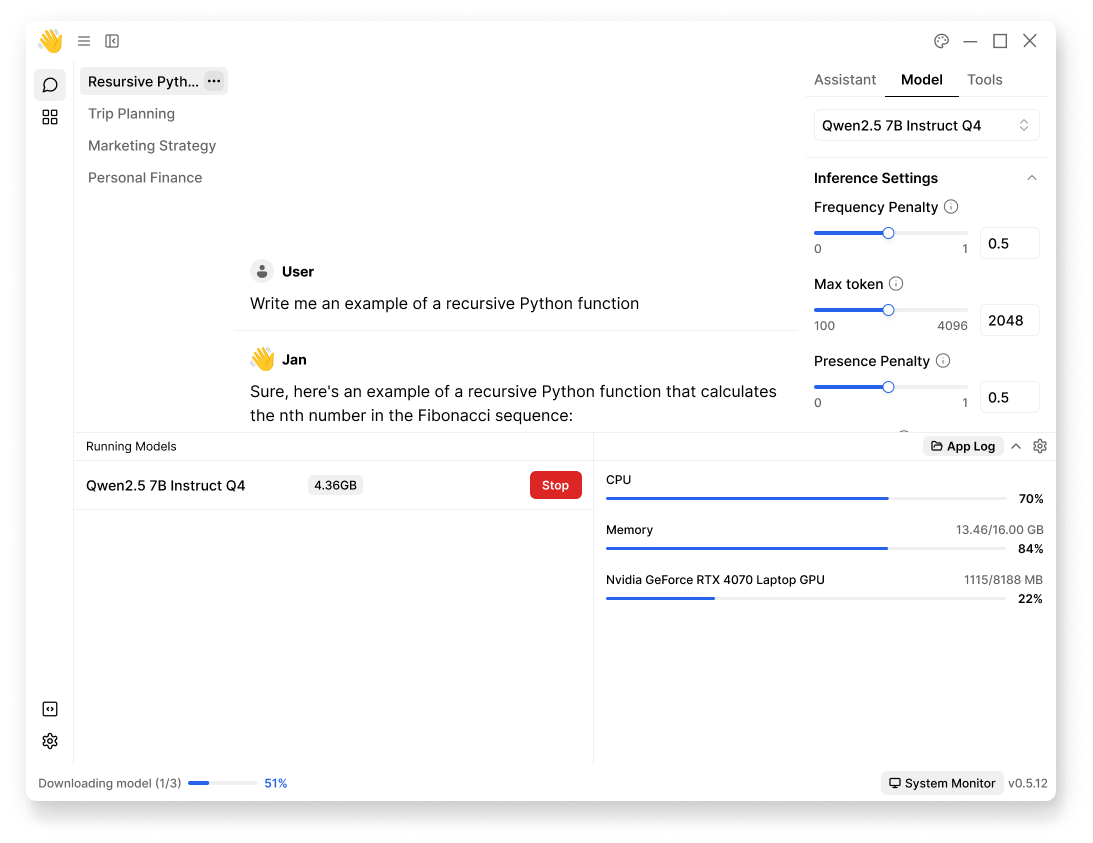 Resursive Pyth...
Trip Planning
Marketing Strategy
Personal Finance
User
Write me an example of a recursive Python function
Jan
Sure, here's an example of a recursive Python function that calculates
the nth number in the Fibonacci sequence:
Assistant Model Tools
Qwen2.5 7B Instruct Q4
Inference Settings
Frequency Penalty
0 1 0.5
Max token
100 4096 2048
Presence Penalty
0 1 0.5
Running Models
Qwen2.5 7B Instruct Q4 4.36GB Stop
App Log
CPU
70%
Memory 13.46/16.00 GB
84%
Nvidia GeForce RTX 4070 Laptop GPU 1115/8188 MB
22%
Downloading model (1/3) 51%
System Monitor v0.5.12